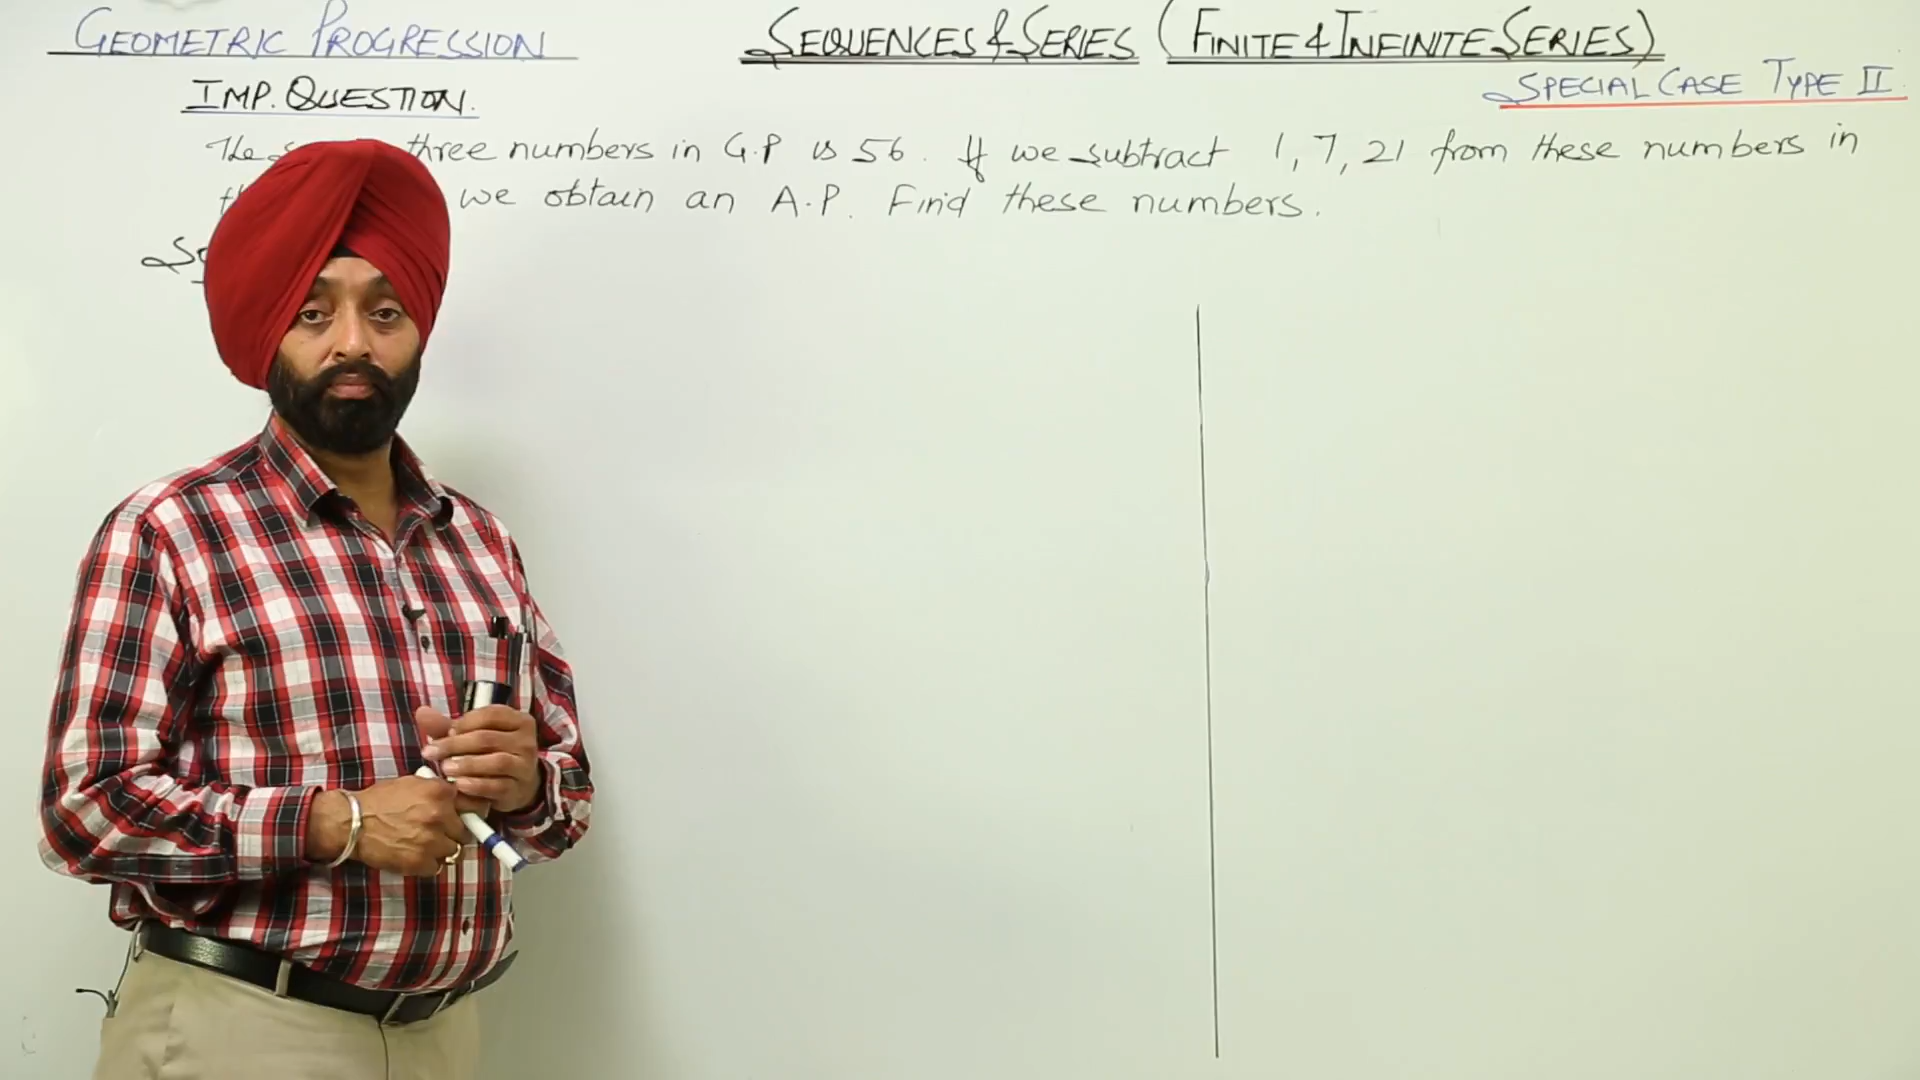 GEOMETRIC PROGRESSION
SEQUENCES & SERIES (FINITE & INFINITE SERIES)
SPECIAL CASE TYPE II
IMP. QUESTION.
The three numbers in G.P is 56. If we subtract 1, 7, 21 from these numbers in
we obtain an A.P. Find these numbers.